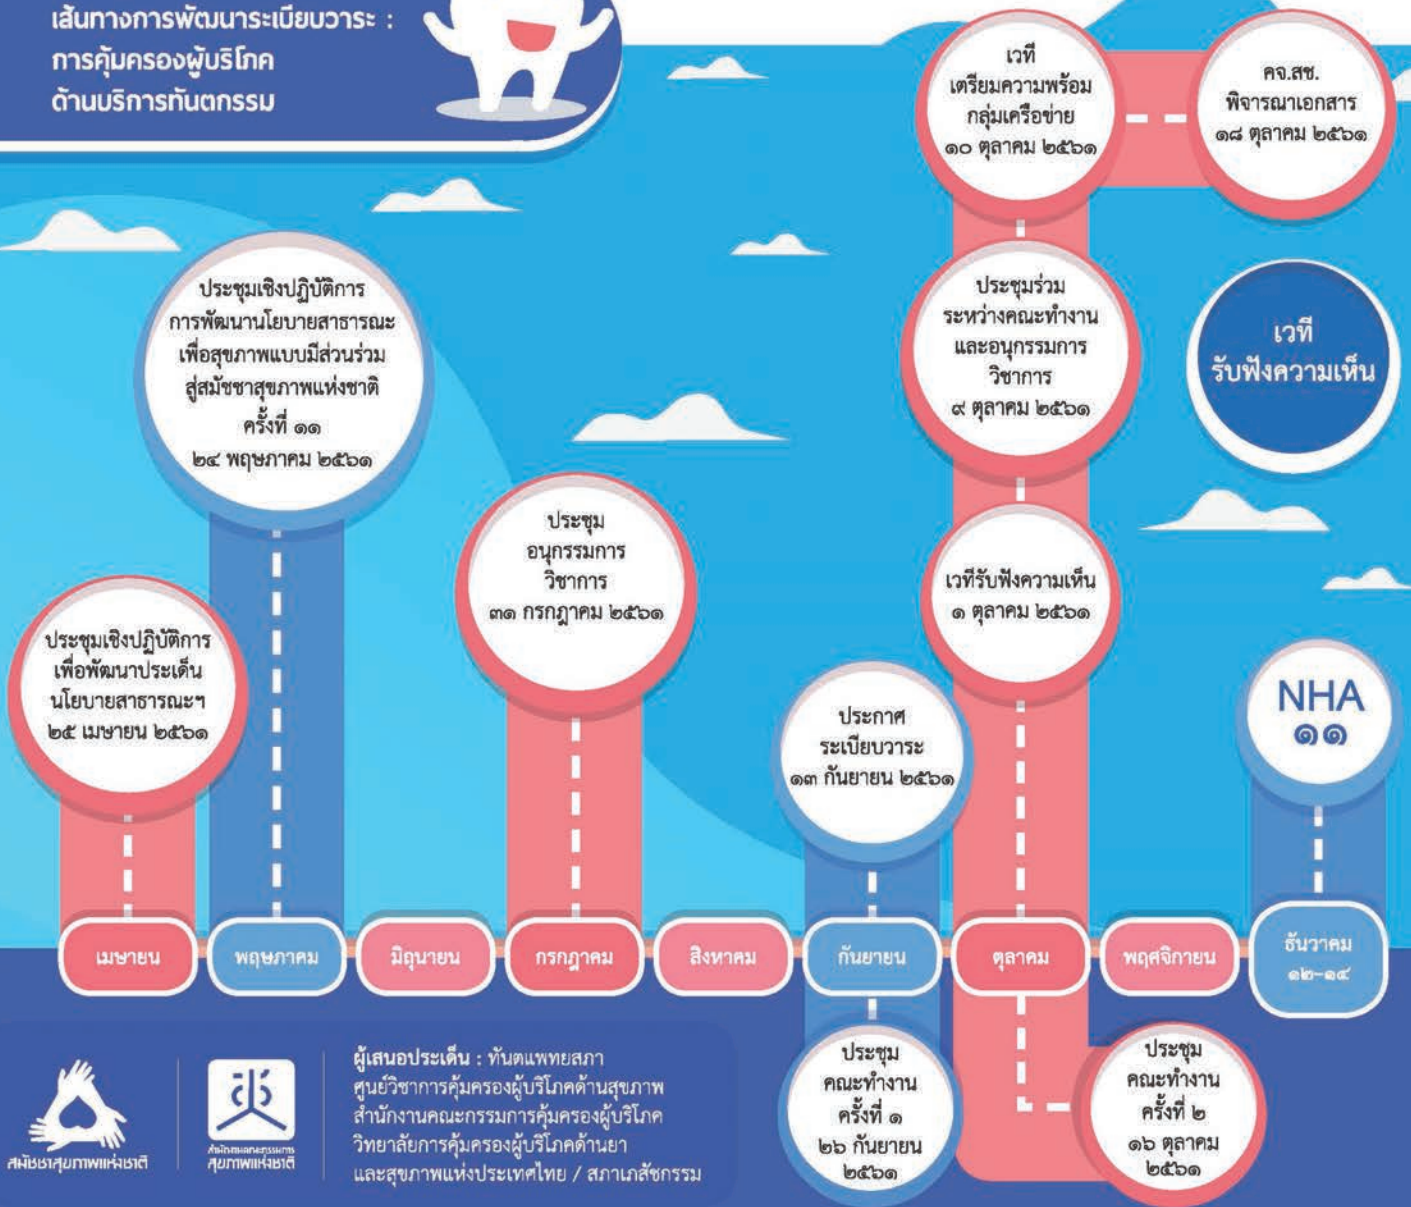 เส้นทางการพัฒนาระเบียบวาระ :
การคุ้มครองผู้บริโภค
ด้านบริการทันตกรรม
เวที
เตรียมความพร้อม
กลุ่มเครือข่าย
๑๐ ตุลาคม ๒๕๖๑
คจ.สช.
พิจารณาเอกสาร
๑๘ ตุลาคม ๒๕๖๑
ประชุมเชิงปฏิบัติการ
การพัฒนานโยบายสาธารณะ
เพื่อสุขภาพแบบมีส่วนร่วม
สู่สมัชชาสุขภาพแห่งชาติ
ครั้งที่ ๑๑
๒๔ พฤษภาคม ๒๕๖๑
ประชุมร่วม
ระหว่างคณะทำงาน
และอนุกรรมการ
วิชาการ
๙ ตุลาคม ๒๕๖๑
เวที
รับฟังความเห็น
ประชุม
อนุกรรมการ
วิชาการ
๓๑ กรกฎาคม ๒๕๖๑
เวทีรับฟังความเห็น
๑ ตุลาคม ๒๕๖๑
ประชุมเชิงปฏิบัติการ
เพื่อพัฒนาประเด็น
นโยบายสาธารณะฯ
๒๕ เมษายน ๒๕๖๑
ประกาศ
ระเบียบวาระ
๑๓ กันยายน ๒๕๖๑
NHA
๑๑
เมษายน
พฤษภาคม
มิถุนายน
กรกฎาคม
สิงหาคม
กันยายน
ตุลาคม
พฤศจิกายน
ธันวาคม
๑๒-๑๔
ประชุม
คณะทำงาน
ครั้งที่ ๑
๒๖ กันยายน
๒๕๖๑
ประชุม
คณะทำงาน
ครั้งที่ ๒
๑๖ ตุลาคม
๒๕๖๑
สมัชชาสุขภาพแห่งชาติ
สำนักงานคณะกรรมการ
สุขภาพแห่งชาติ
ผู้เสนอประเด็น : ทันตแพทยสภา
ศูนย์วิชาการคุ้มครองผู้บริโภคด้านสุขภาพ
สำนักงานคณะกรรมการคุ้มครองผู้บริโภค
วิทยาลัยการคุ้มครองผู้บริโภคด้านยา
และสุขภาพแห่งประเทศไทย / สภาเภสัชกรรม